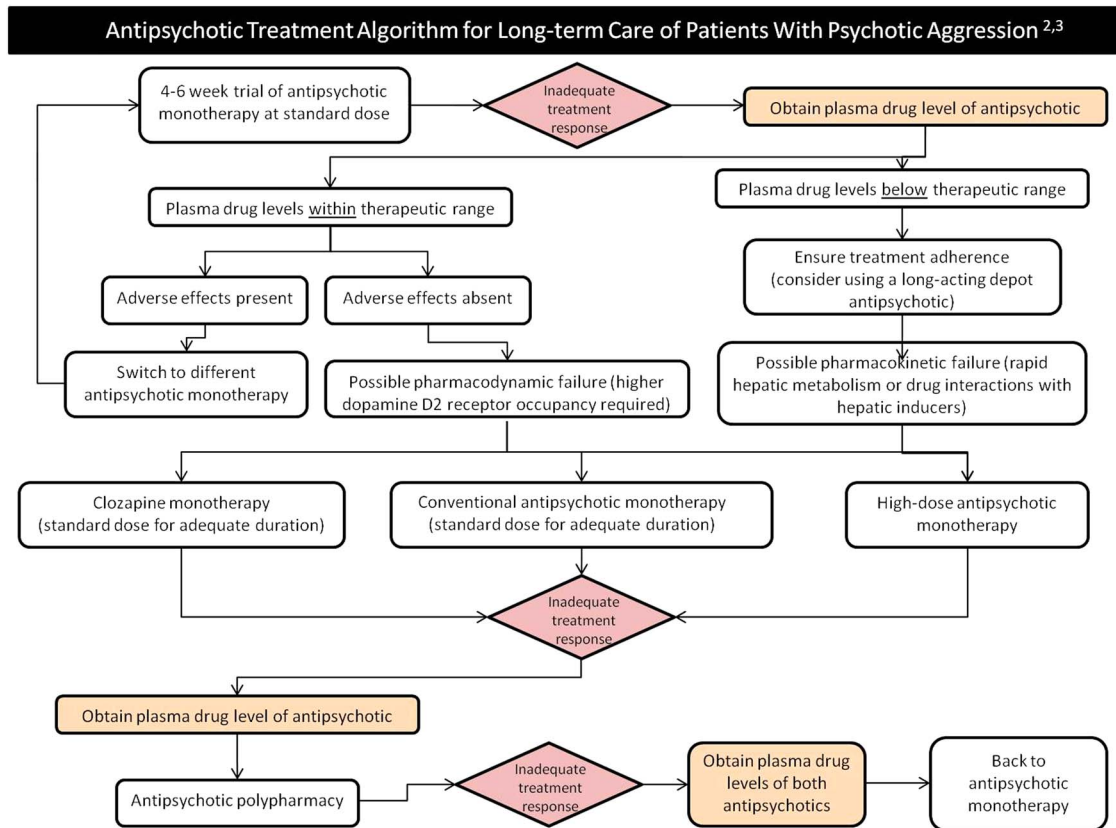 Antipsychotic Treatment Algorithm for Long-term Care of Patients With Psychotic Aggression 2,3
4-6 week trial of antipsychotic
monotherapy at standard dose
Inadequate
treatment
response
Obtain plasma drug level of antipsychotic
Plasma drug levels within therapeutic range
Plasma drug levels below therapeutic range
Adverse effects present
Adverse effects absent
Ensure treatment adherence
(consider using a long-acting depot
antipsychotic)
Switch to different
antipsychotic monotherapy
Possible pharmacodynamic failure (higher
dopamine D2 receptor occupancy required)
Possible pharmacokinetic failure (rapid
hepatic metabolism or drug interactions with
hepatic inducers)
Clozapine monotherapy
(standard dose for adequate duration)
Conventional antipsychotic monotherapy
(standard dose for adequate duration)
High-dose antipsychotic
monotherapy
Inadequate
treatment
response
Obtain plasma drug level of antipsychotic
Antipsychotic polypharmacy
Inadequate
treatment
response
Obtain plasma drug
levels of both
antipsychotics
Back to
antipsychotic
monotherapy